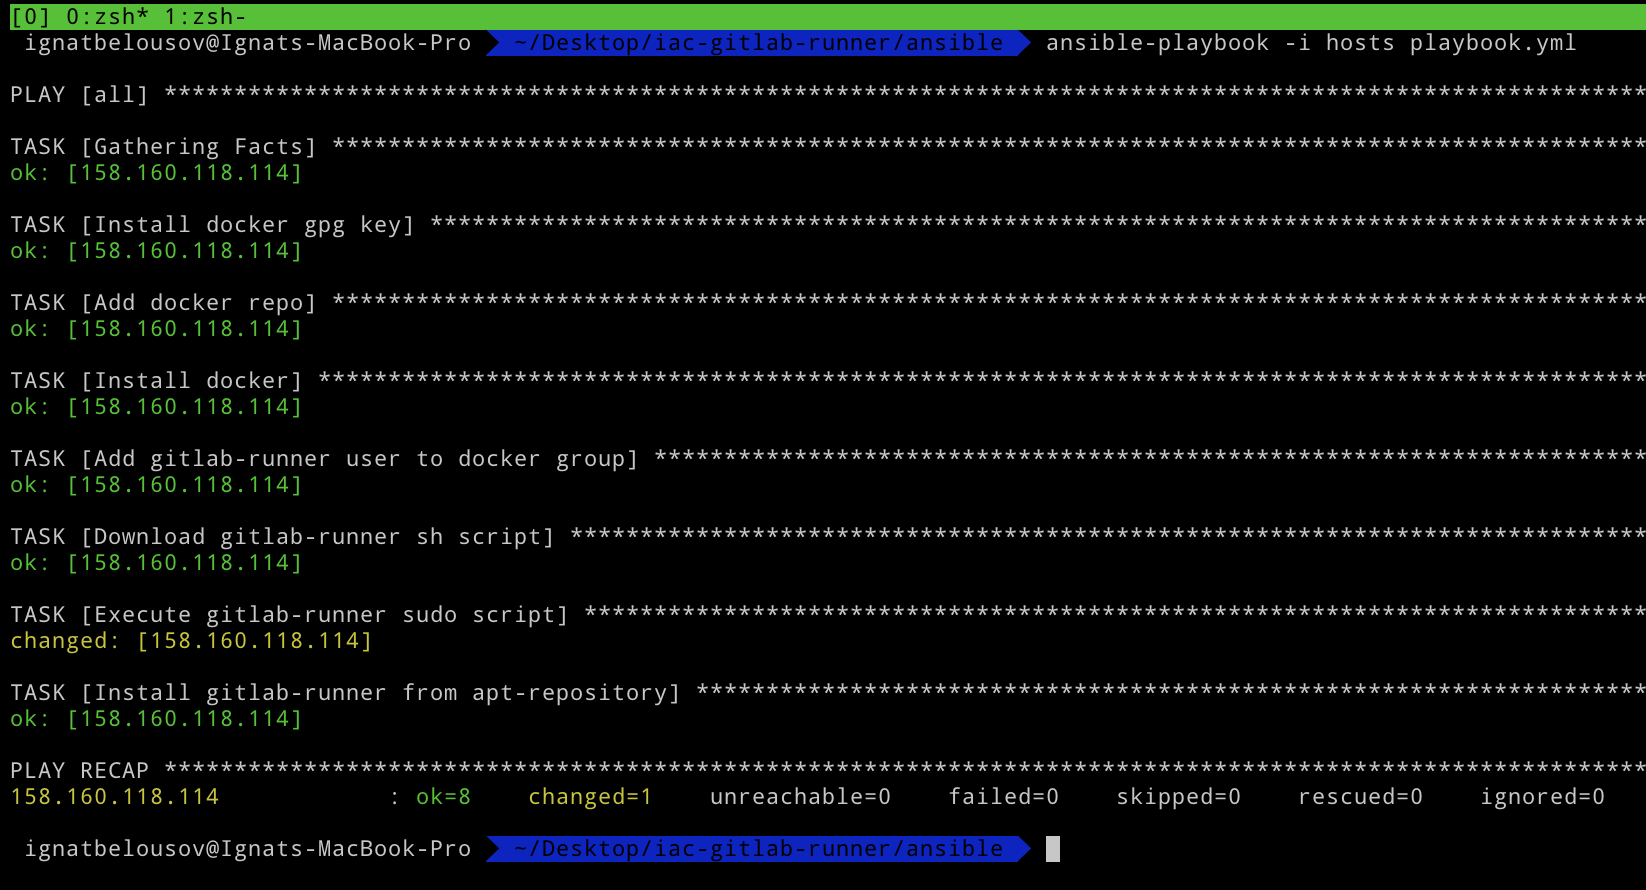 [0] 0:zsh* 1:zsh-
ignatbelousov@Ignats-MacBook-Pro ~/Desktop/iac-gitlab-runner/ansible ansible-playbook -i hosts playbook.yml
PLAY [all] **********************************************************************************************************
TASK [Gathering Facts] **********************************************************************************************
ok: [158.160.118.114]
TASK [Install docker gpg key] ***************************************************************************************
ok: [158.160.118.114]
TASK [Add docker repo] **********************************************************************************************
ok: [158.160.118.114]
TASK [Install docker] ***********************************************************************************************
ok: [158.160.118.114]
TASK [Add gitlab-runner user to docker group] ***********************************************************************
ok: [158.160.118.114]
TASK [Download gitlab-runner sh script] *****************************************************************************
ok: [158.160.118.114]
TASK [Execute gitlab-runner sudo script] ****************************************************************************
changed: [158.160.118.114]
TASK [Install gitlab-runner from apt-repository] ********************************************************************
ok: [158.160.118.114]
PLAY RECAP **********************************************************************************************************
158.160.118.114 : ok=8 changed=1 unreachable=0 failed=0 skipped=0 rescued=0 ignored=0
ignatbelousov@Ignats-MacBook-Pro ~/Desktop/iac-gitlab-runner/ansible